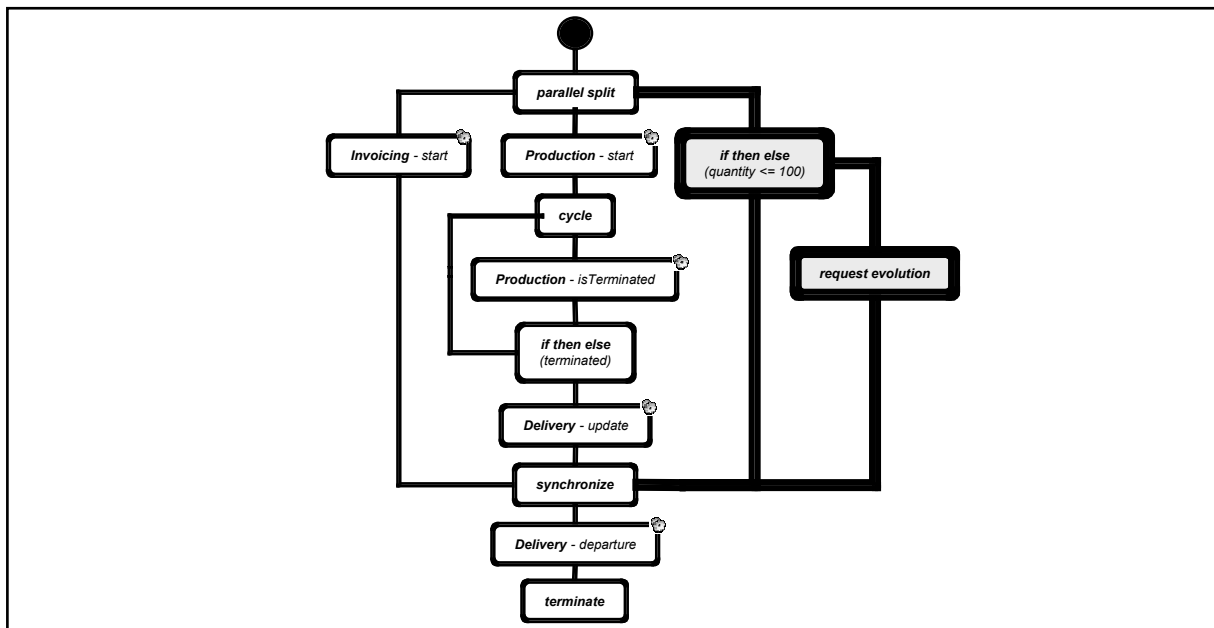 parallel split
Invoicing - start
Production - start
if then else
(quantity <= 100)
cycle
Production - isTerminated
request evolution
if then else
(terminated)
Delivery - update
synchronize
Delivery - departure
terminate